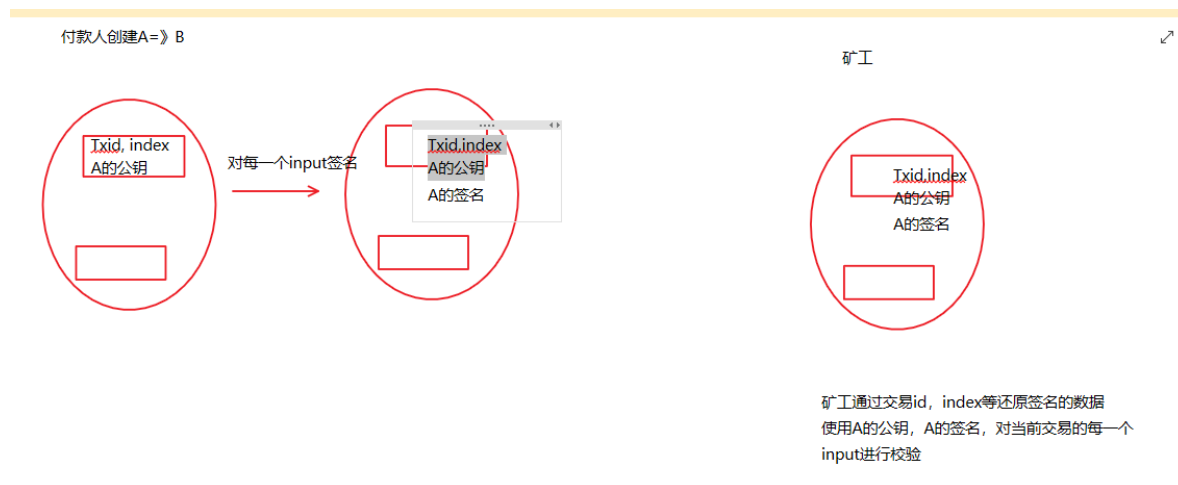 付款人创建A=》B
矿工
Txid, index
A的公钥
对每一个input签名
Txid,index
A的公钥
A的签名
Txid,index
A的公钥
A的签名
矿工通过交易id，index等还原签名的数据
使用A的公钥，A的签名，对当前交易的每一个
input进行校验